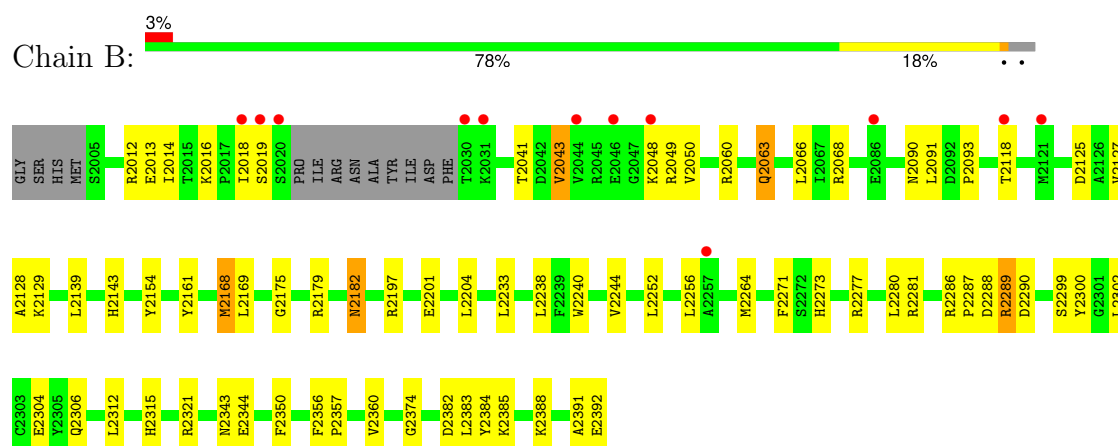 3%
Chain B:
78% 18% • •
GLY SER HIS MET S2005 R2012 E2013 I2014 T2015 K2016 P2017 I2018 S2019 S2020 PRO ILE ARG ASN ALA TYR ILE ASP PHE T2030 K2031 T2041 D2042 V2043 V2044 R2045 E2046 G2047 K2048 R2049 V2050 R2060 Q2063 L2066 I2067 R2068 E2086 N2090 L2091 D2092 P2093 T2118 M2121 D2125 A2126 V2127
A2128 K2129 L2139 H2143 Y2154 Y2161 M2168 L2169 G2175 R2179 N2182 R2197 E2201 L2204 L2233 L2238 F2239 W2240 V2244 L2252 L2256 A2257 M2264 F2271 S2272 H2273 R2277 L2280 R2281 R2286 P2287 D2288 R2289 D2290 S2299 Y2300 G2301 L2302
C2303 E2304 Y2305 Q2306 L2312 H2315 R2321 N2343 E2344 F2350 F2356 P2357 V2360 G2374 D2382 L2383 Y2384 K2385 K2388 A2391 E2392